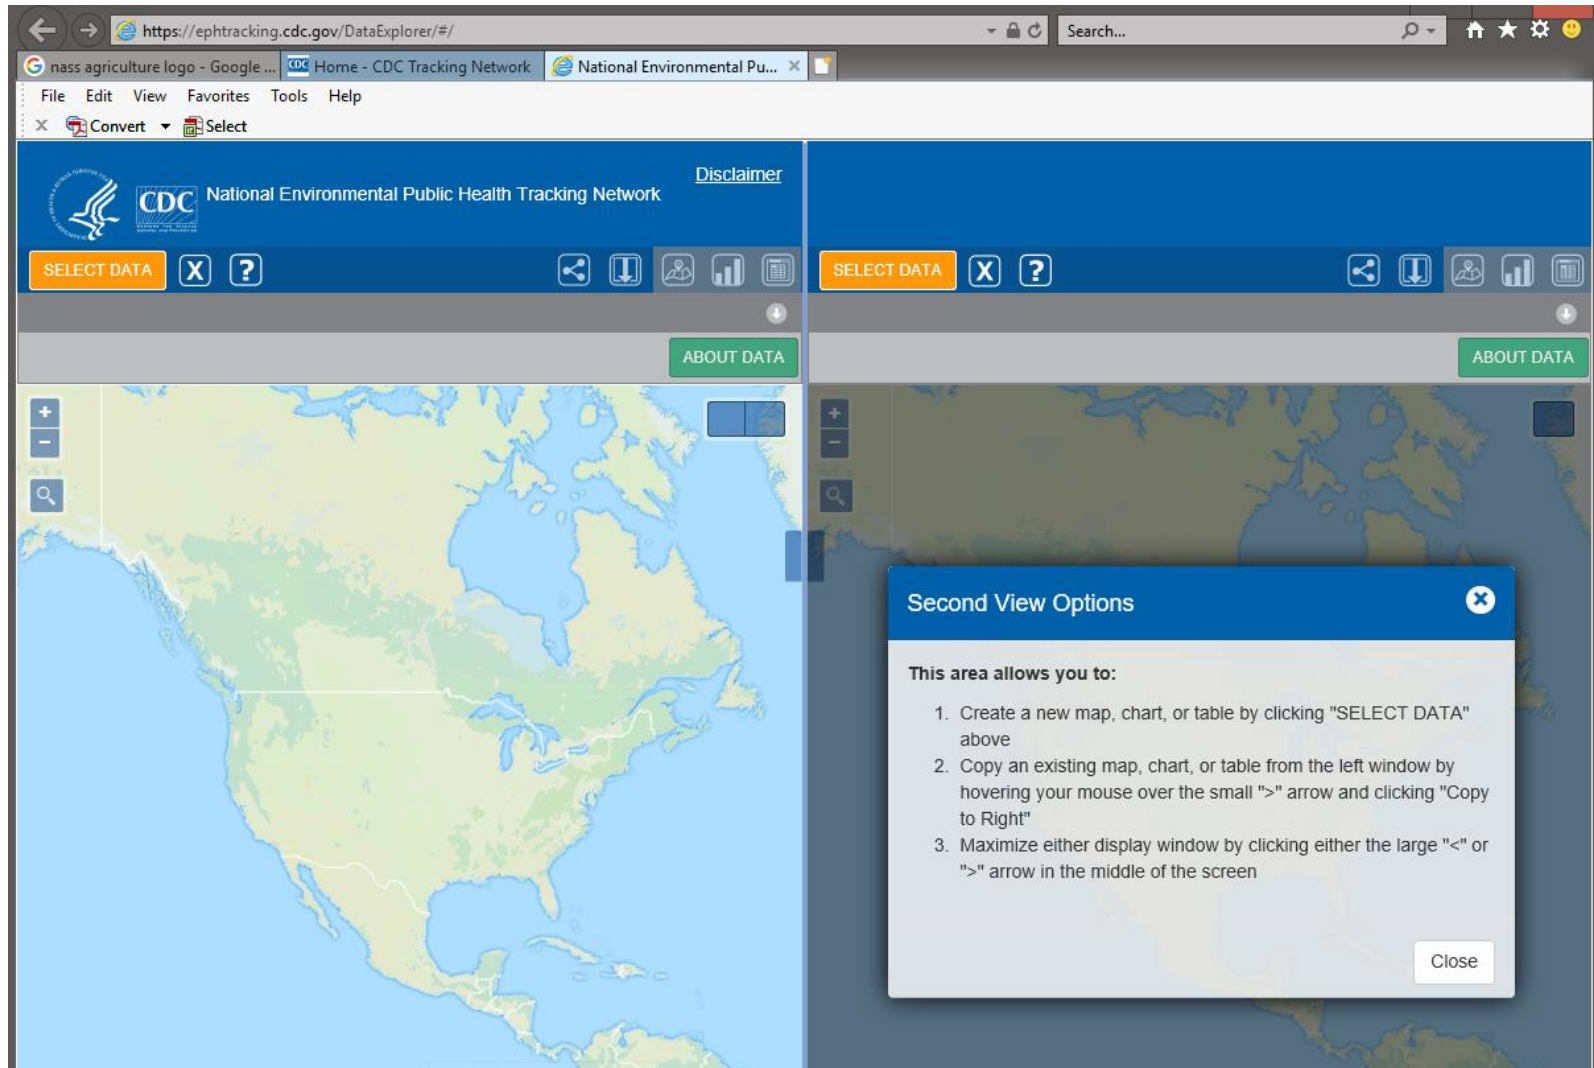 https://ephtracking.cdc.gov/DataExplorer/#/
Search...
nass agriculture logo - Google ...
CDC Home - CDC Tracking Network
National Environmental Pu...
File Edit View Favorites Tools Help
X Convert Select
Disclaimer
CDC National Environmental Public Health Tracking Network
SELECT DATA X ?
SELECT DATA X ?
ABOUT DATA
ABOUT DATA
+
−
+
−
Second View Options
This area allows you to:
1. Create a new map, chart, or table by clicking "SELECT DATA"
above
2. Copy an existing map, chart, or table from the left window by
hovering your mouse over the small ">" arrow and clicking "Copy
to Right"
3. Maximize either display window by clicking either the large "<" or
">" arrow in the middle of the screen
Close